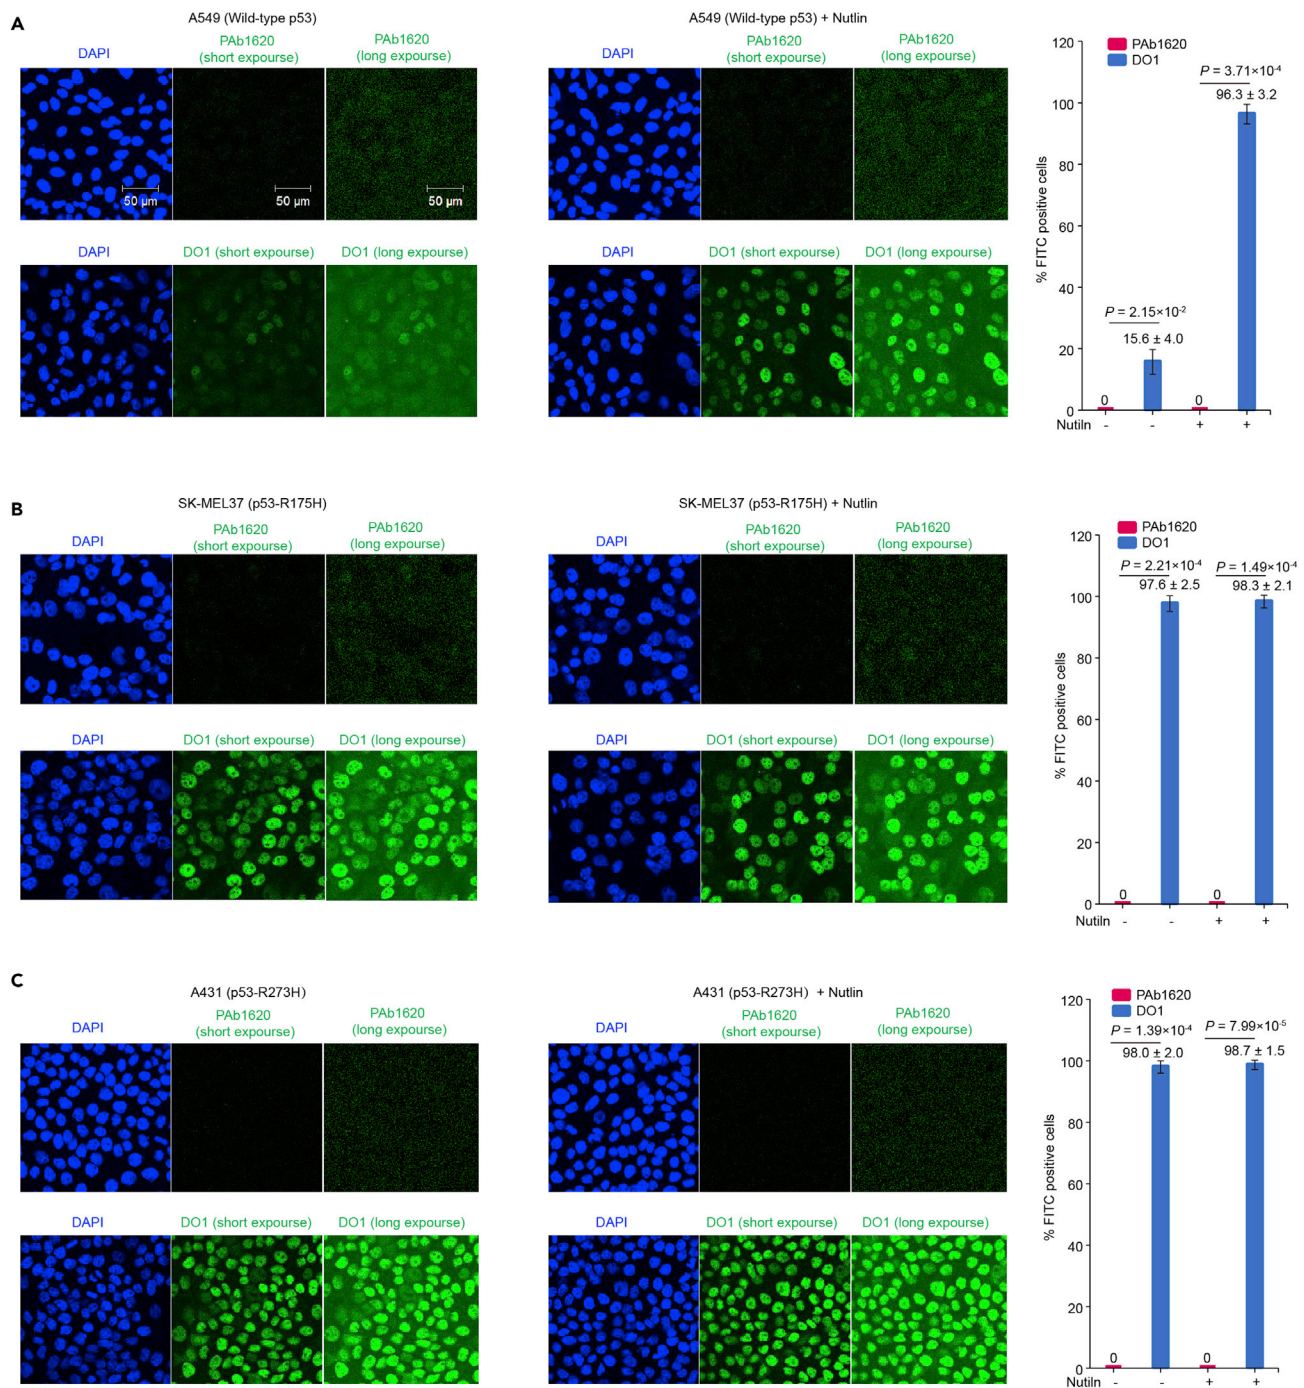 A
A549 (Wild-type p53)
DAPI
PAb1620
(short expourse)
PAb1620
(long expourse)
50 µm
50 µm
50 µm
DAPI
DO1 (short expourse)
DO1 (long expourse)
A549 (Wild-type p53) + Nutlin
DAPI
PAb1620
(short expourse)
PAb1620
(long expourse)
DAPI
DO1 (short expourse)
DO1 (long expourse)
PAb1620
DO1
% FITC positive cells
120
100
80
60
40
20
0
P = 2.15×10⁻²
15.6 ± 4.0
P = 3.71×10⁻⁴
96.3 ± 3.2
0
0
Nutiln - - + +
B
SK-MEL37 (p53-R175H)
DAPI
PAb1620
(short expourse)
PAb1620
(long expourse)
DAPI
DO1 (short expourse)
DO1 (long expourse)
SK-MEL37 (p53-R175H) + Nutlin
DAPI
PAb1620
(short expourse)
PAb1620
(long expourse)
DAPI
DO1 (short expourse)
DO1 (long expourse)
PAb1620
DO1
% FITC positive cells
120
100
80
60
40
20
0
P = 2.21×10⁻⁴
97.6 ± 2.5
P = 1.49×10⁻⁴
98.3 ± 2.1
0
0
Nutiln - - + +
C
A431 (p53-R273H)
DAPI
PAb1620
(short expourse)
PAb1620
(long expourse)
DAPI
DO1 (short expourse)
DO1 (long expourse)
A431 (p53-R273H) + Nutlin
DAPI
PAb1620
(short expourse)
PAb1620
(long expourse)
DAPI
DO1 (short expourse)
DO1 (long expourse)
PAb1620
DO1
% FITC positive cells
120
100
80
60
40
20
0
P = 1.39×10⁻⁴
98.0 ± 2.0
P = 7.99×10⁻⁵
98.7 ± 1.5
0
0
Nutiln - - + +